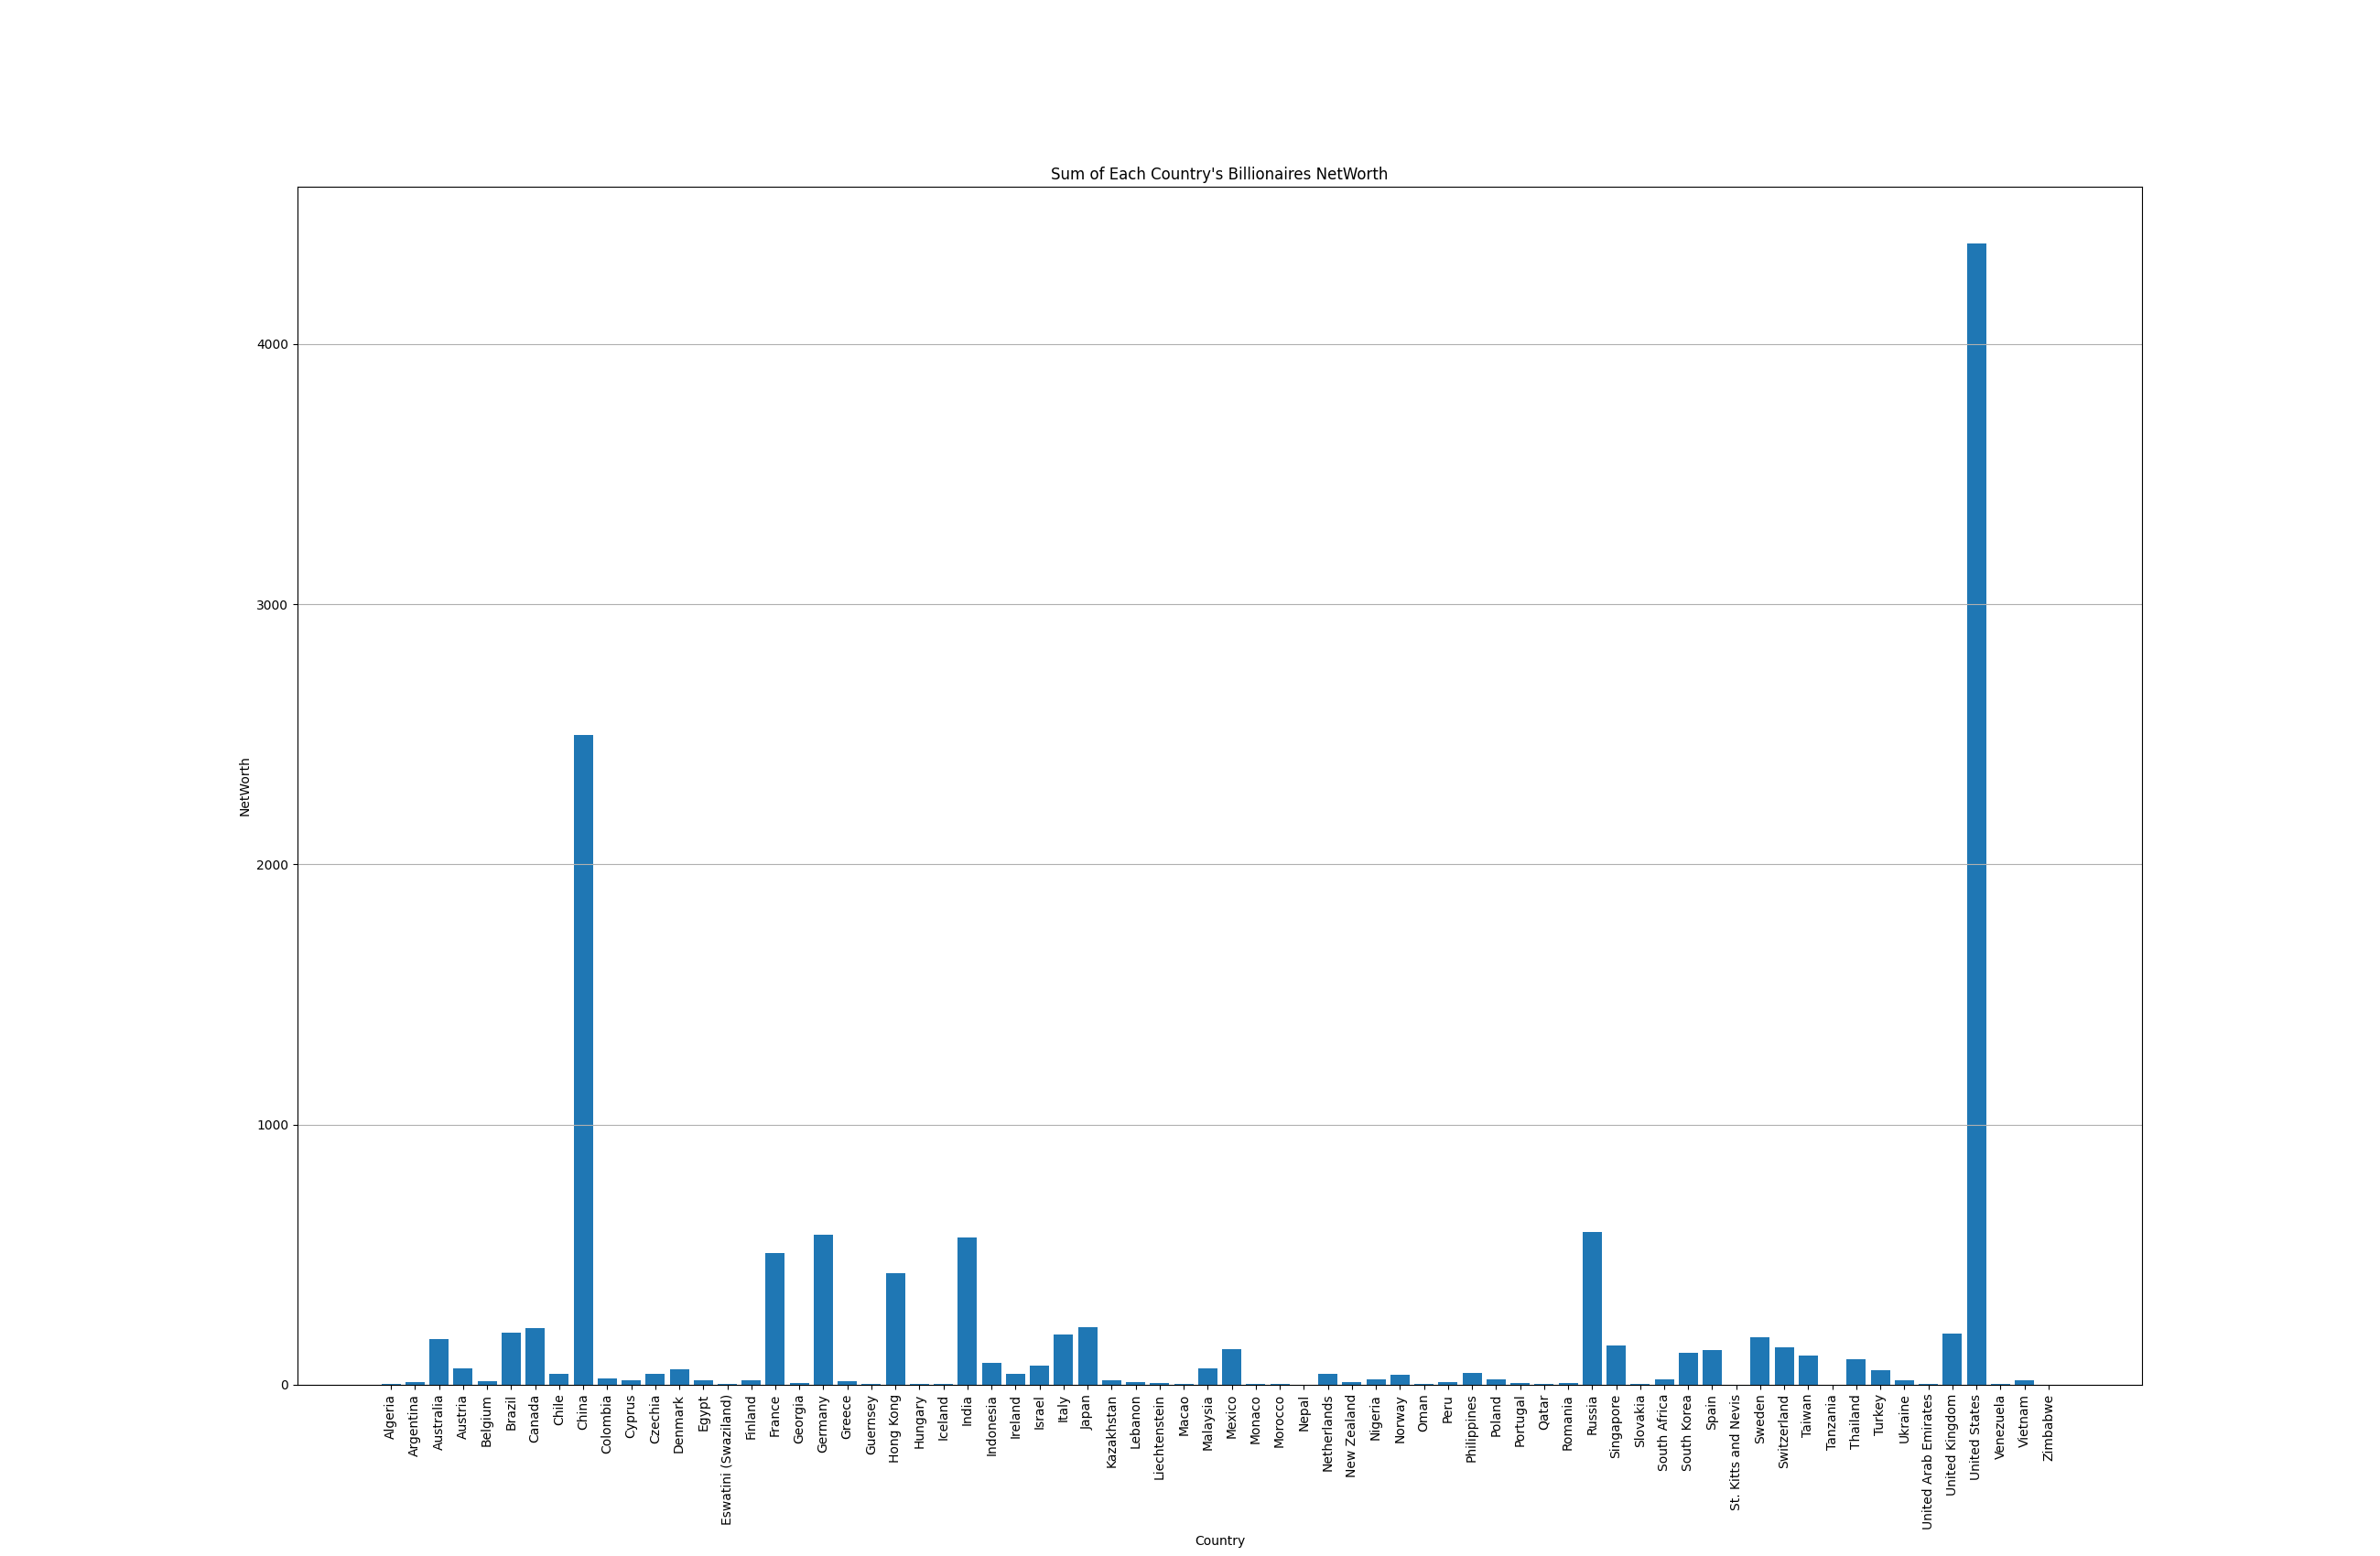 Sum of Each Country's Billionaires NetWorth
4000
3000
2000
1000
0
NetWorth
Algeria
Argentina
Australia
Austria
Belgium
Brazil
Canada
Chile
China
Colombia
Cyprus
Czechia
Denmark
Egypt
Eswatini (Swaziland)
Finland
France
Georgia
Germany
Greece
Guernsey
Hong Kong
Hungary
Iceland
India
Indonesia
Ireland
Israel
Italy
Japan
Kazakhstan
Lebanon
Liechtenstein
Macao
Malaysia
Mexico
Monaco
Morocco
Nepal
Netherlands
New Zealand
Nigeria
Norway
Oman
Peru
Philippines
Poland
Portugal
Qatar
Romania
Russia
Singapore
Slovakia
South Africa
South Korea
Spain
St. Kitts and Nevis
Sweden
Switzerland
Taiwan
Tanzania
Thailand
Turkey
Ukraine
United Arab Emirates
United Kingdom
United States
Venezuela
Vietnam
Zimbabwe
Country